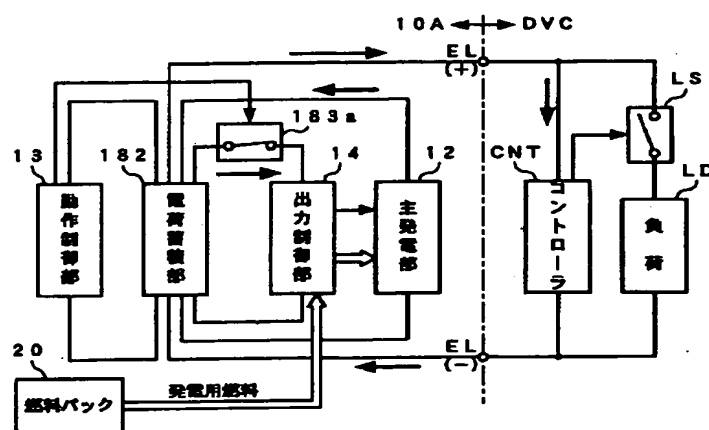 10A DVC
EL
(+)
LS
183a
13
182
14
12
CNT
LD
動作制御部
電荷蓄積部
出力制御部
主発電部
コントローラ
負荷
EL
(-)
20
発電用燃料
燃料パック